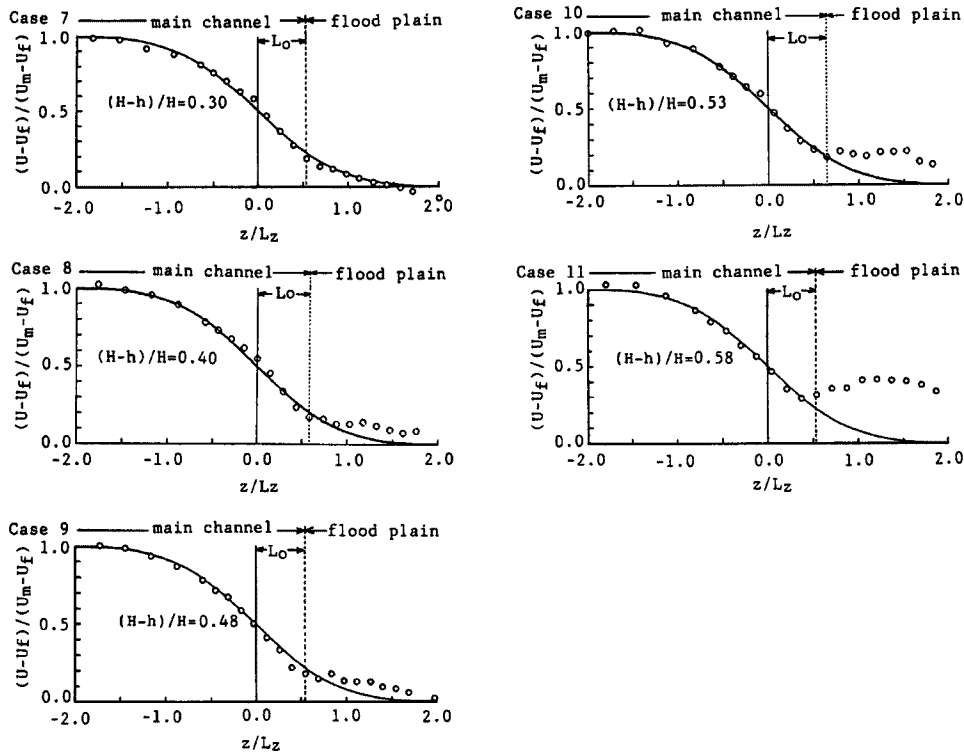 Case 7 main channel flood plain
Lo
1.0
0.5
0.0
(U-Uf)/(Um-Uf)
(H-h)/H=0.30
-2.0 -1.0 0.0 1.0 2.0
z/Lz
Case 10 main channel flood plain
Lo
1.0
0.5
0.0
(U-Uf)/(Um-Uf)
(H-h)/H=0.53
-2.0 -1.0 0.0 1.0 2.0
z/Lz
Case 8 main channel flood plain
Lo
1.0
0.5
0.0
(U-Uf)/(Um-Uf)
(H-h)/H=0.40
-2.0 -1.0 0.0 1.0 2.0
z/Lz
Case 11 main channel flood plain
Lo
1.0
0.5
0.0
(U-Uf)/(Um-Uf)
(H-h)/H=0.58
-2.0 -1.0 0.0 1.0 2.0
z/Lz
Case 9 main channel flood plain
Lo
1.0
0.5
0.0
(U-Uf)/(Um-Uf)
(H-h)/H=0.48
-2.0 -1.0 0.0 1.0 2.0
z/Lz